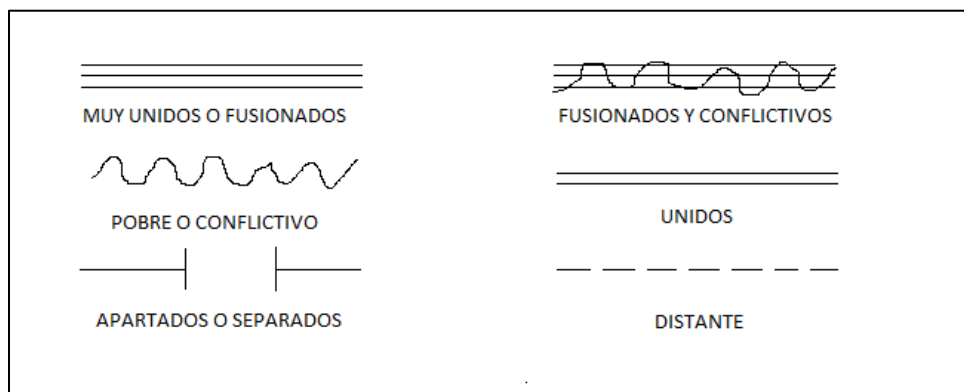 MUY UNIDOS O FUSIONADOS
FUSIONADOS Y CONFLICTIVOS
POBRE O CONFLICTIVO
UNIDOS
APARTADOS O SEPARADOS
DISTANTE